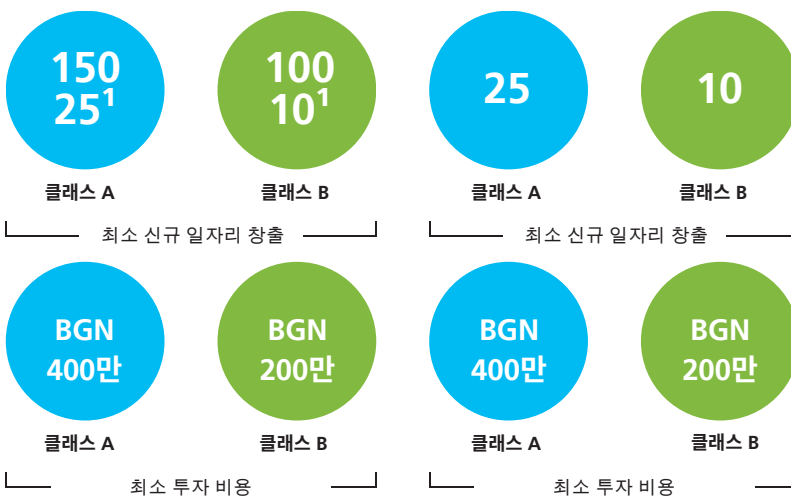 150
25¹
클래스 A
100
10¹
클래스 B
최소 신규 일자리 창출
25
클래스 A
10
클래스 B
최소 신규 일자리 창출
BGN
400만
클래스 A
BGN
200만
클래스 B
최소 투자 비용
BGN
400만
클래스 A
BGN
200만
클래스 B
최소 투자 비용